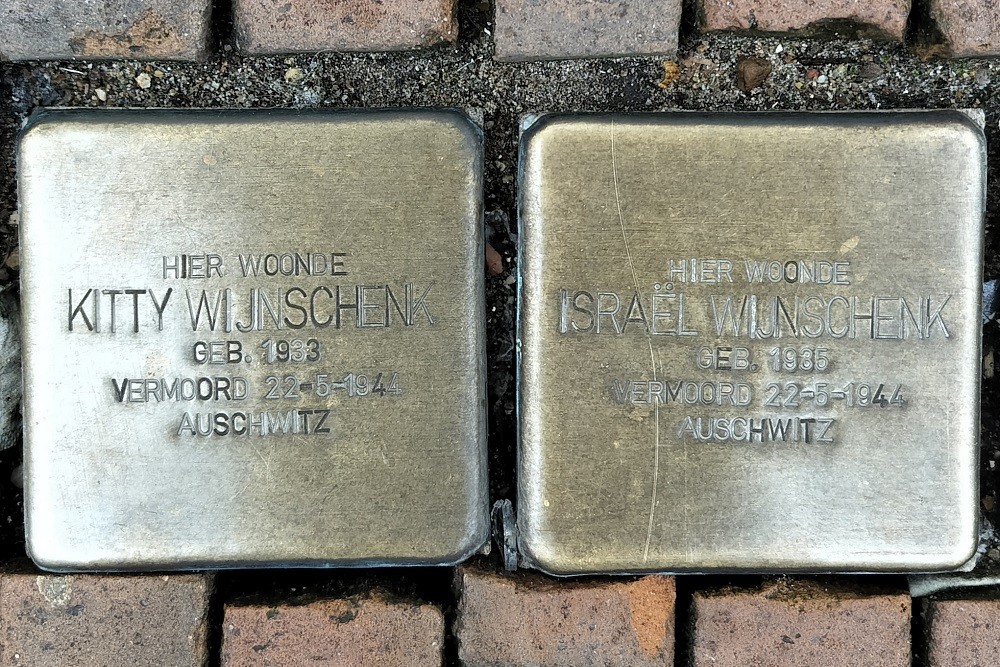 HIER WOONDE
KITTY WIJNSCHENK
GEB. 1933
VERMOORD 22-5-1944
AUSCHWITZ
HIER WOONDE
ISRAËL WIJNSCHENK
GEB. 1935
VERMOORD 22-5-1944
AUSCHWITZ